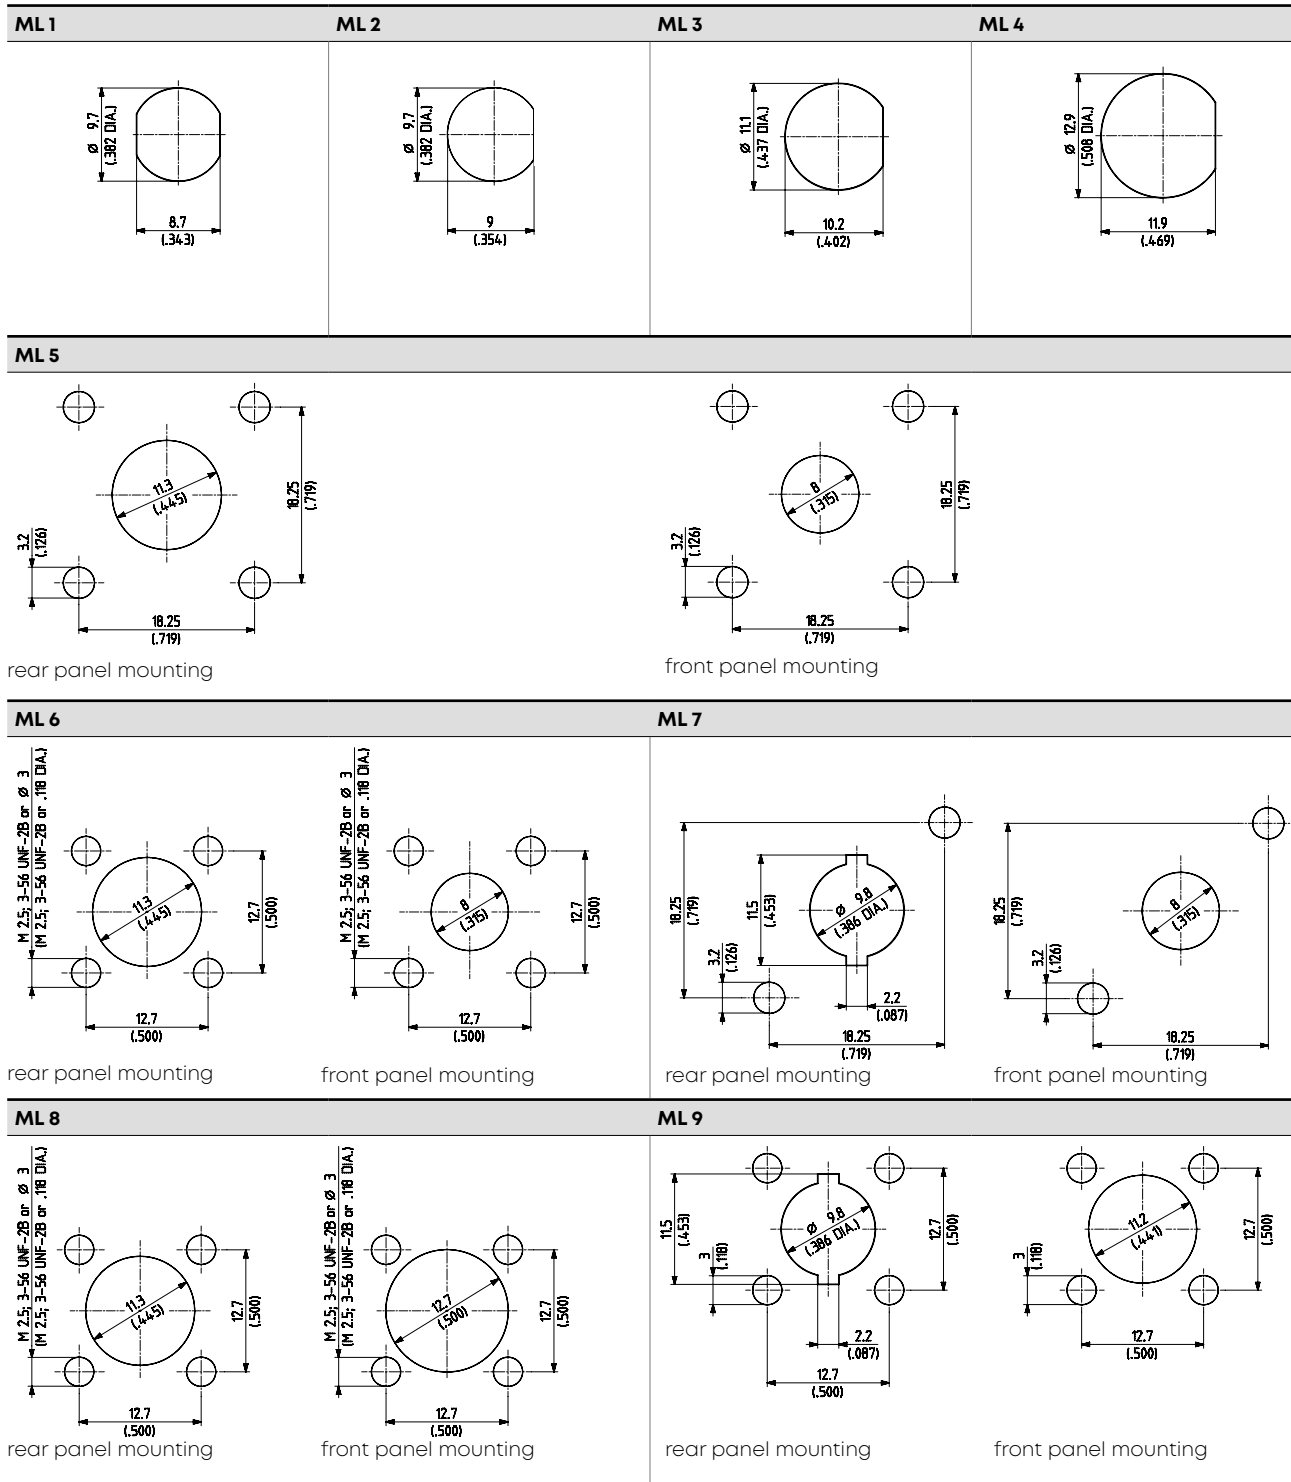 ML 1
ML 2
ML 3
ML 4
Ø 9.7
(.382 DIA.)
8.7
(.343)
Ø 9.7
(.382 DIA.)
9
(.354)
Ø 11.1
(.437 DIA.)
10.2
(.402)
Ø 12.9
(.508 DIA.)
11.9
(.469)
ML 5
11.3
(.445)
18.25
(.719)
3.2
(.126)
18.25
(.719)
rear panel mounting
8
(.315)
18.25
(.719)
3.2
(.126)
18.25
(.719)
front panel mounting
ML 6
ML 7
M 2.5; 3-56 UNF-2B or Ø 3
(M 2.5; 3-56 UNF-2B or .118 DIA.)
11.3
(.445)
12.7
(.500)
12.7
(.500)
rear panel mounting
M 2.5; 3-56 UNF-2B or Ø 3
(M 2.5; 3-56 UNF-2B or .118 DIA.)
8
(.315)
12.7
(.500)
12.7
(.500)
front panel mounting
18.25
(.719)
11.5
(.453)
Ø 9.8
(.386 DIA.)
3.2
(.126)
2.2
(.087)
18.25
(.719)
rear panel mounting
18.25
(.719)
8
(.315)
3.2
(.126)
18.25
(.719)
front panel mounting
ML 8
ML 9
M 2.5; 3-56 UNF-2B or Ø 3
(M 2.5; 3-56 UNF-2B or .118 DIA.)
11.3
(.445)
12.7
(.500)
12.7
(.500)
rear panel mounting
M 2.5; 3-56 UNF-2B or Ø 3
(M 2.5; 3-56 UNF-2B or .118 DIA.)
12.7
(.500)
12.7
(.500)
12.7
(.500)
front panel mounting
11.5
(.453)
Ø 9.8
(.386 DIA.)
12.7
(.500)
3
(.118)
2.2
(.087)
12.7
(.500)
rear panel mounting
11.2
(.441)
12.7
(.500)
3
(.118)
12.7
(.500)
front panel mounting